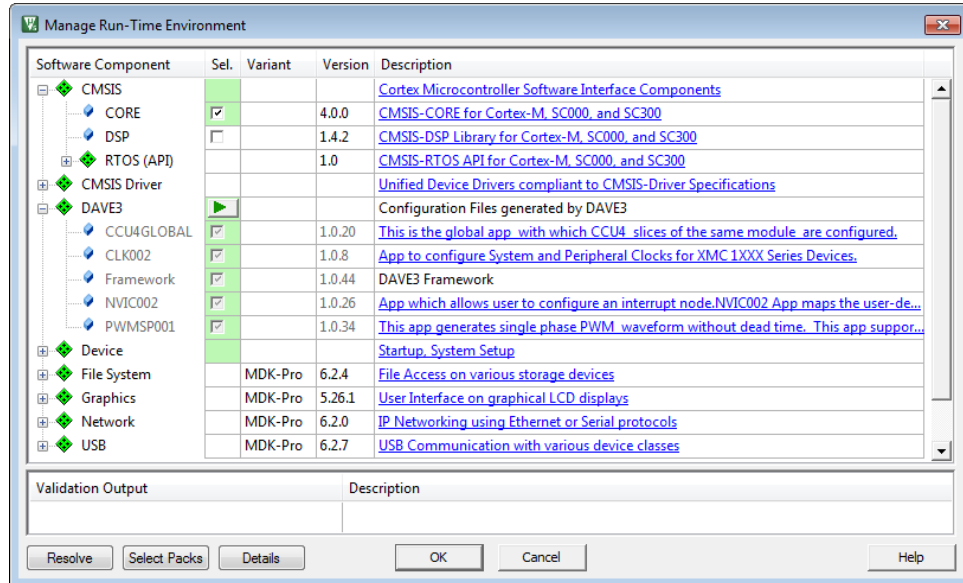 Manage Run-Time Environment
Software Component Sel. Variant Version Description
CMSIS Cortex Microcontroller Software Interface Components
CORE 4.0.0 CMSIS-CORE for Cortex-M, SC000, and SC300
DSP 1.4.2 CMSIS-DSP Library for Cortex-M, SC000, and SC300
RTOS (API) 1.0 CMSIS-RTOS API for Cortex-M, SC000, and SC300
CMSIS Driver Unified Device Drivers compliant to CMSIS-Driver Specifications
DAVE3 Configuration Files generated by DAVE3
CCU4GLOBAL 1.0.20 This is the global app with which CCU4 slices of the same module are configured.
CLK002 1.0.8 App to configure System and Peripheral Clocks for XMC1XXX Series Devices.
Framework 1.0.44 DAVE3 Framework
NVIC002 1.0.26 App which allows user to configure an interrupt node.NVIC002 App maps the user-de...
PWMSP001 1.0.34 This app generates single phase PWM waveform without dead time. This app suppor...
Device Startup, System Setup
File System MDK-Pro 6.2.4 File Access on various storage devices
Graphics MDK-Pro 5.26.1 User Interface on graphical LCD displays
Network MDK-Pro 6.2.0 IP Networking using Ethernet or Serial protocols
USB MDK-Pro 6.2.7 USB Communication with various device classes
Validation Output Description
Resolve Select Packs Details OK Cancel Help